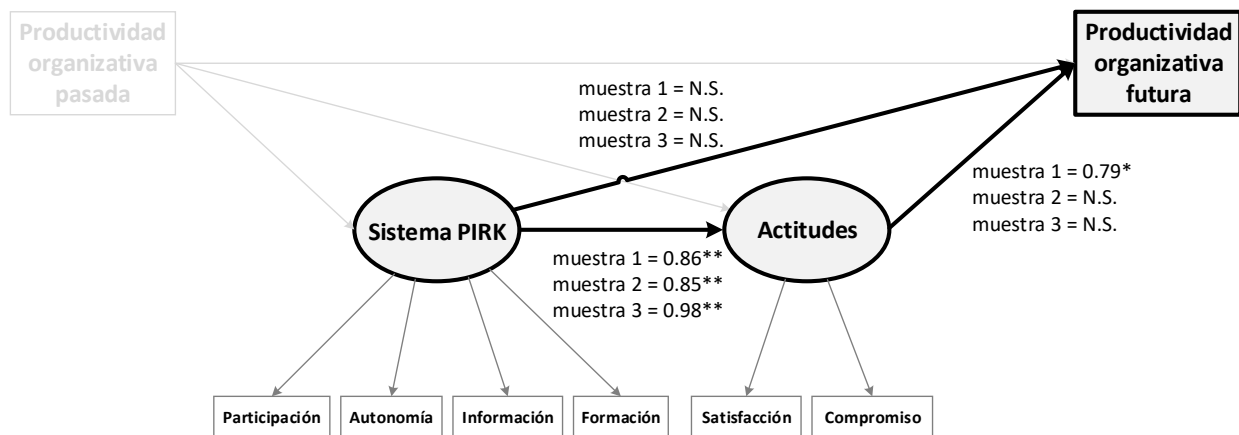 Productividad
organizativa
pasada
Productividad
organizativa
futura
muestra 1 = N.S.
muestra 2 = N.S.
muestra 3 = N.S.
muestra 1 = 0.79*
muestra 2 = N.S.
muestra 3 = N.S.
Sistema PIRK
Actitudes
muestra 1 = 0.86**
muestra 2 = 0.85**
muestra 3 = 0.98**
Participación
Autonomía
Información
Formación
Satisfacción
Compromiso